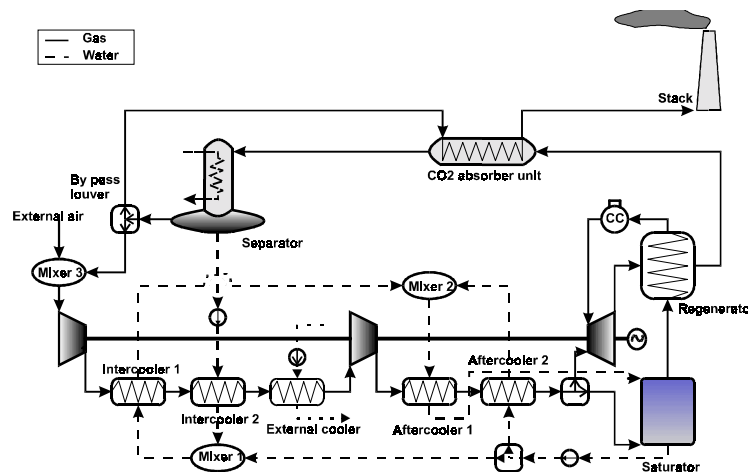 Gas
Water
Stack
CO2 absorber unit
By pass
louver
External air
Separator
CC
MIxer 3
MIxer 2
Regenerator
Intercooler 1
Aftercooler 2
Intercooler 2
External cooler
Aftercooler 1
MIxer 1
Saturator